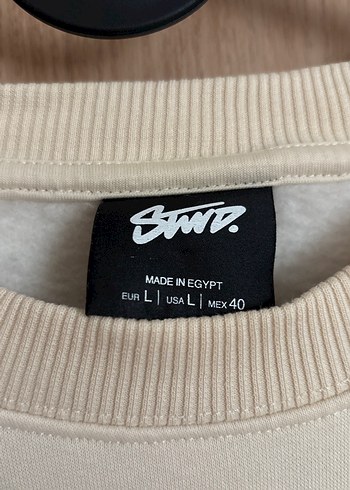 STWD.
MADE IN EGYPT
EUR L | USA L | MEX 40